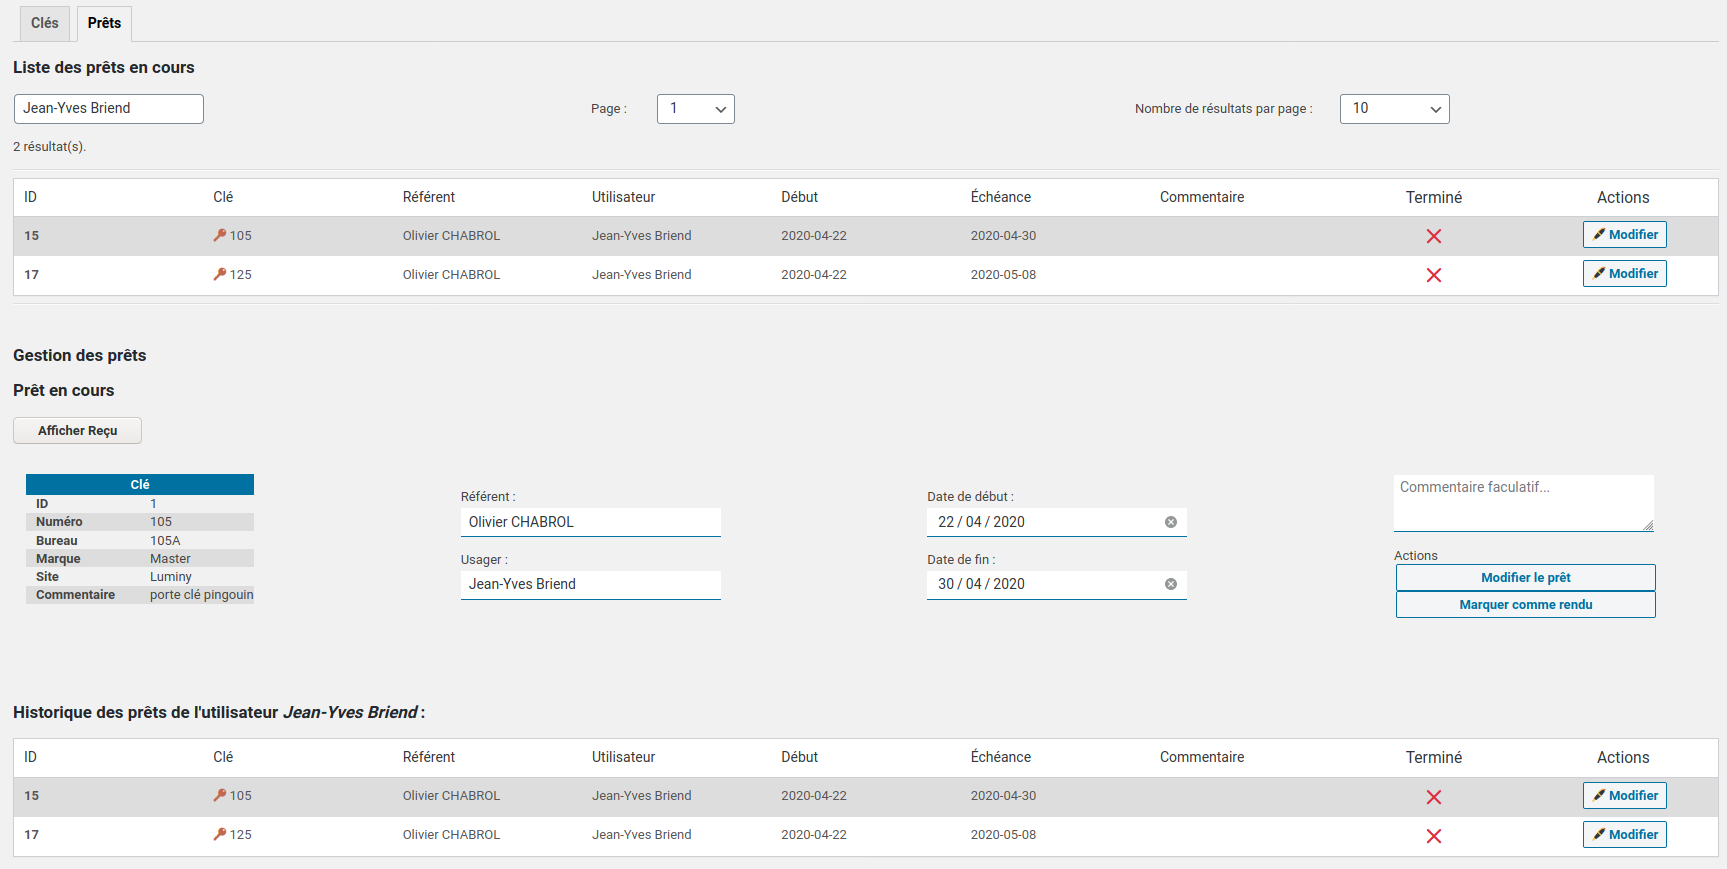 Clés Prêts
Liste des prêts en cours
Jean-Yves Briend Page : 1 Nombre de résultats par page : 10
2 résultat(s).
ID Clé Référent Utilisateur Début Échéance Commentaire Terminé Actions
15 105 Olivier CHABROL Jean-Yves Briend 2020-04-22 2020-04-30 Modifier
17 125 Olivier CHABROL Jean-Yves Briend 2020-04-22 2020-05-08 Modifier
Gestion des prêts
Prêt en cours
Afficher Reçu
Clé
ID 1
Numéro 105
Bureau 105A
Marque Master
Site Luminy
Commentaire porte clé pingouin
Référent :
Olivier CHABROL
Usager :
Jean-Yves Briend
Date de début :
22 / 04 / 2020
Date de fin :
30 / 04 / 2020
Commentaire faculatif...
Actions
Modifier le prêt
Marquer comme rendu
Historique des prêts de l'utilisateur Jean-Yves Briend :
ID Clé Référent Utilisateur Début Échéance Commentaire Terminé Actions
15 105 Olivier CHABROL Jean-Yves Briend 2020-04-22 2020-04-30 Modifier
17 125 Olivier CHABROL Jean-Yves Briend 2020-04-22 2020-05-08 Modifier